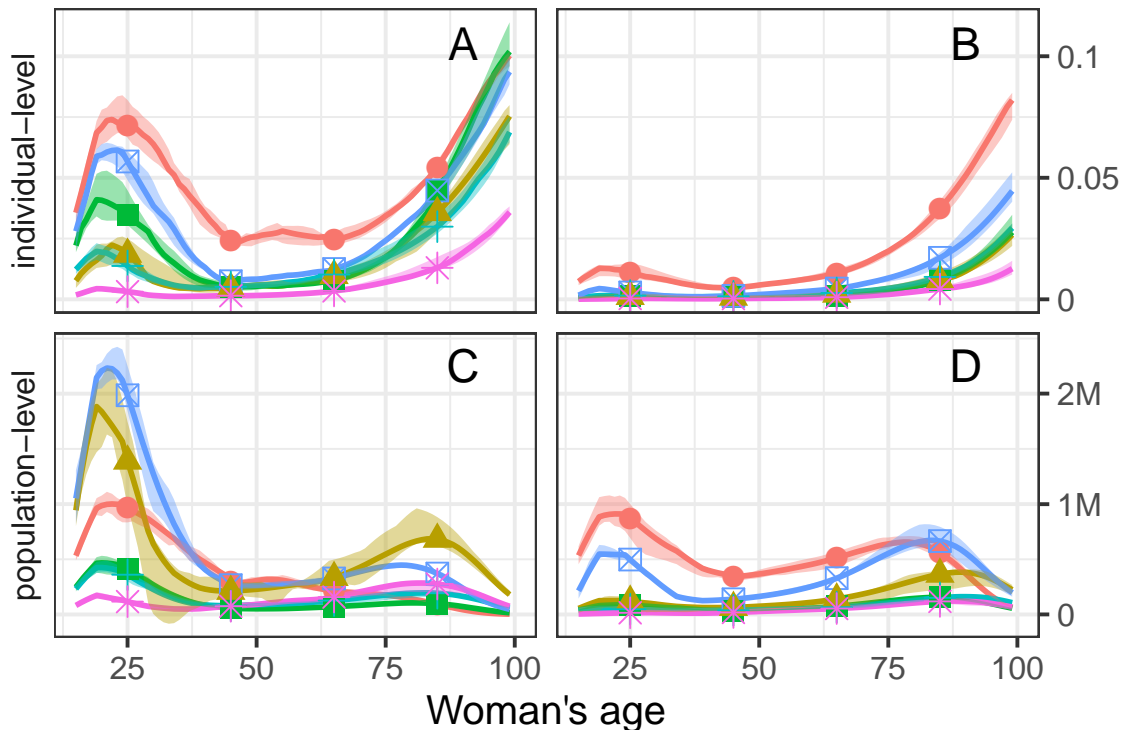 individual−level
A
B
0.1
0.05
0
population−level
C
D
2M
1M
0
25 50 75 100 25 50 75 100
Woman's age